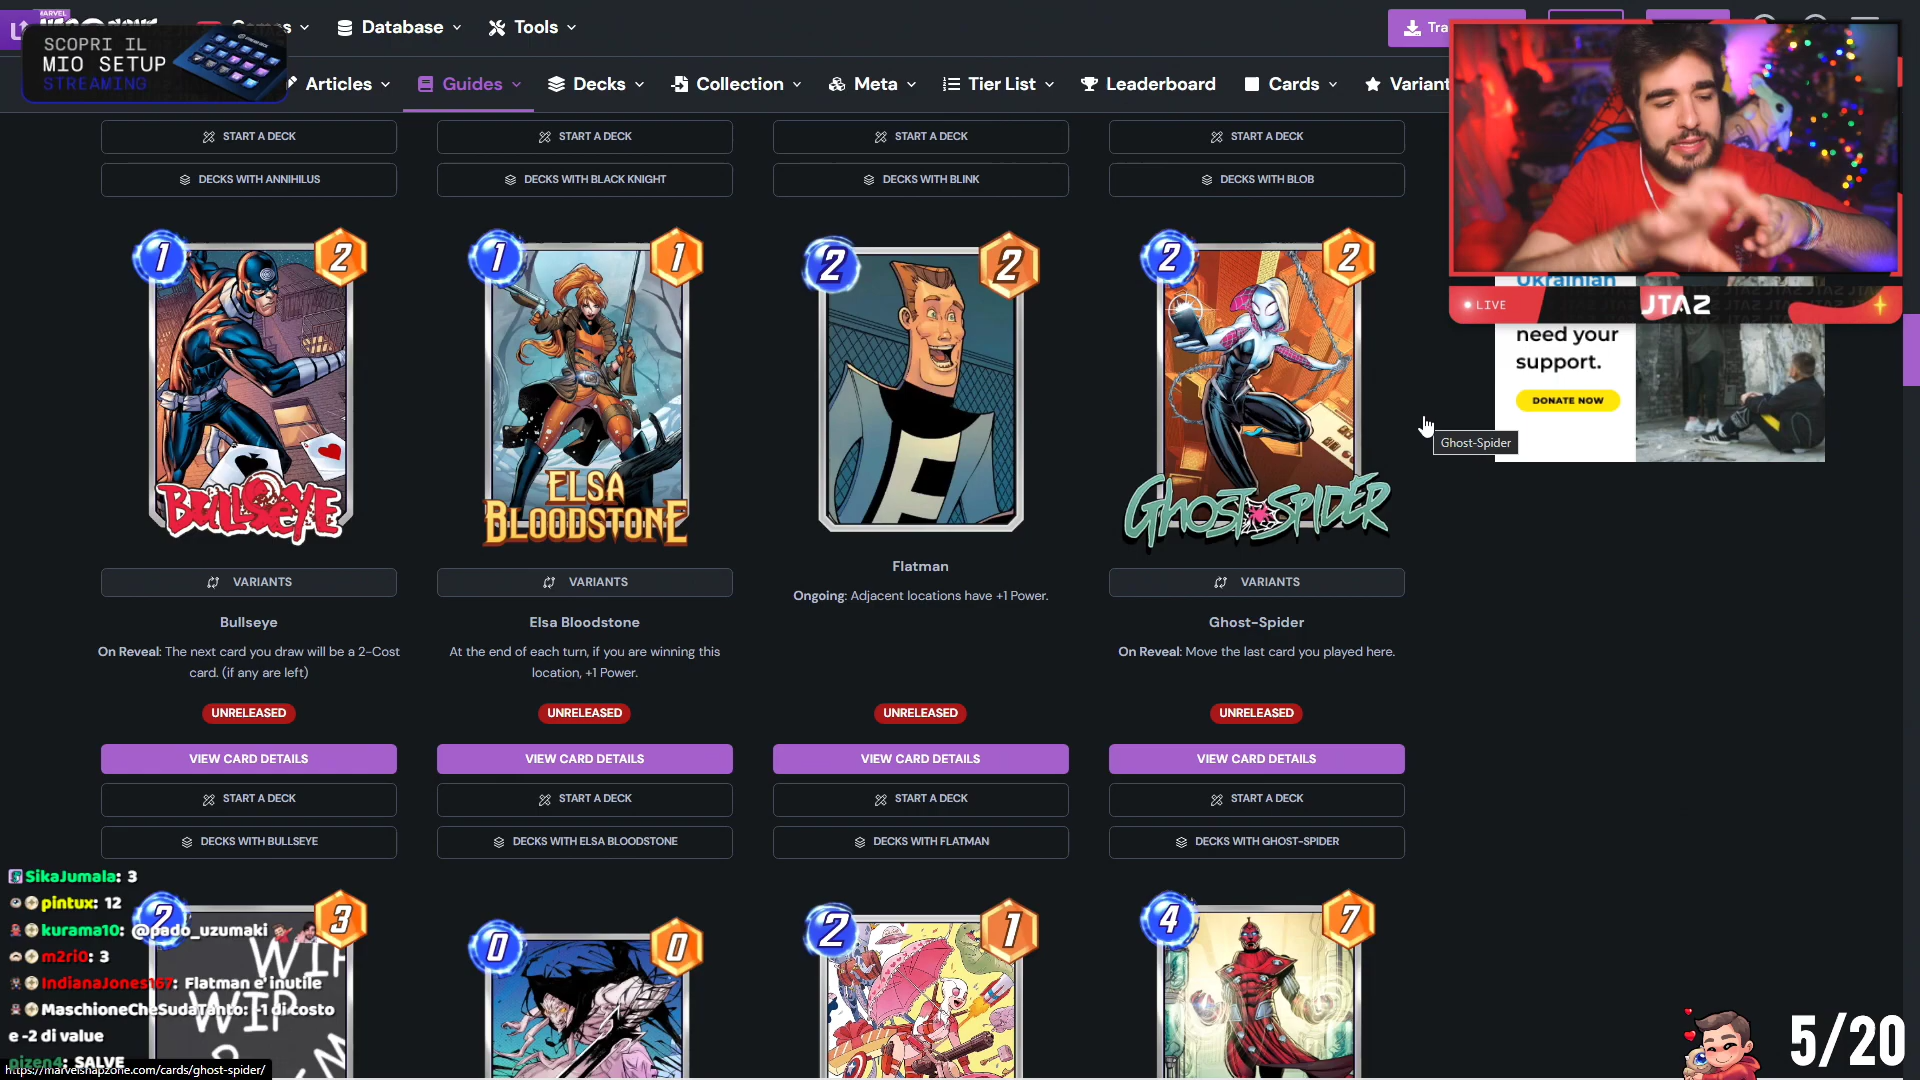 MARVEL
SCOPRI IL
MIO SETUP
STREAMING
Database
Tools
Tra
Articles
Guides
Decks
Collection
Meta
Tier List
Leaderboard
Cards
Variant
START A DECK
START A DECK
START A DECK
START A DECK
DECKS WITH ANNIHILUS
DECKS WITH BLACK KNIGHT
DECKS WITH BLINK
DECKS WITH BLOB
1
2
1
1
2
2
2
2
BULLSEYE
ELSA
BLOODSTONE
F
GHOST-SPIDER
Ukrainian
need your
support.
DONATE NOW
LIVE
JTAZ
Ghost-Spider
VARIANTS
VARIANTS
VARIANTS
Bullseye
On Reveal: The next card you draw will be a 2-Cost
card. (if any are left)
Elsa Bloodstone
At the end of each turn, if you are winning this
location, +1 Power.
Flatman
Ongoing: Adjacent locations have +1 Power.
Ghost-Spider
On Reveal: Move the last card you played here.
UNRELEASED
UNRELEASED
UNRELEASED
UNRELEASED
VIEW CARD DETAILS
VIEW CARD DETAILS
VIEW CARD DETAILS
VIEW CARD DETAILS
START A DECK
START A DECK
START A DECK
START A DECK
DECKS WITH BULLSEYE
DECKS WITH ELSA BLOODSTONE
DECKS WITH FLATMAN
DECKS WITH GHOST-SPIDER
2
3
0
0
2
1
4
7
WIP
WIP
SikaJumala: 3
pintux: 12
kurama10: @pado_uzumaki
m2ri0: 3
IndianaJones167: Flatman e' inutile
MaschioneCheSudaTanto: -1 di costo
e -2 di value
pizen4: SALVE
https://marvelsnapzone.com/cards/ghost-spider/
5/20